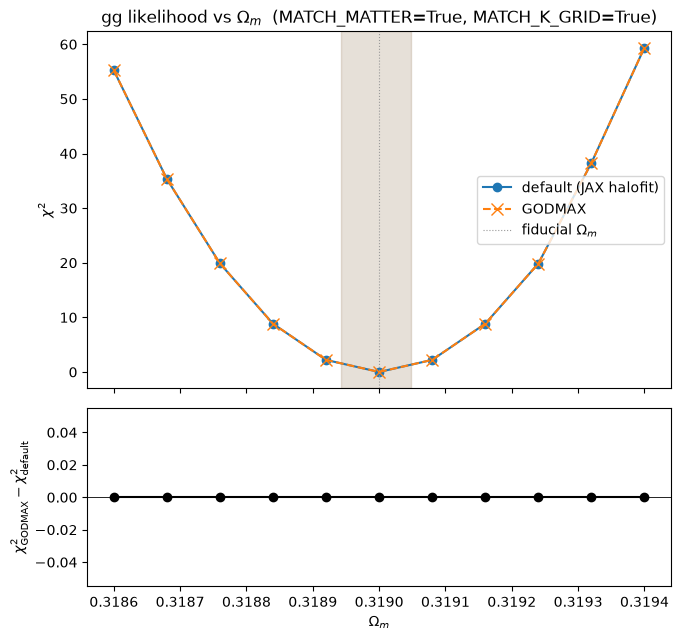 gg likelihood vs Ωₘ (MATCH_MATTER=True, MATCH_K_GRID=True)
60
50
40
30
20
10
0
χ²
default (JAX halofit)
GODMAX
fiducial Ωₘ
0.04
0.02
0.00
−0.02
−0.04
χ²_GODMAX − χ²_default
0.3186 0.3187 0.3188 0.3189 0.3190 0.3191 0.3192 0.3193 0.3194
Ωₘ